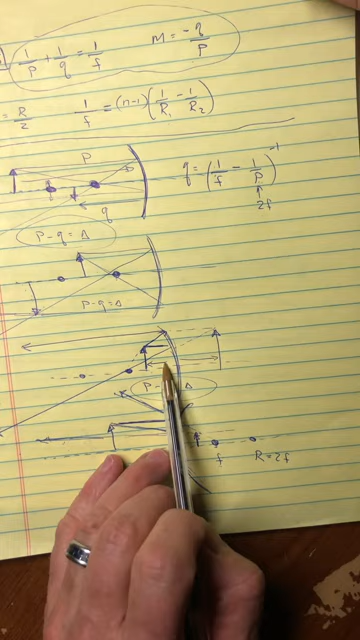 1/p + 1/q = 1/f    M = -q/p
= R/2    1/f = (n-1)(1/R₁ - 1/R₂)
P
q = (1/f - 1/P)⁻¹
2f
q
P-q=Δ
P-q=Δ
P    Δ
f    R=2f